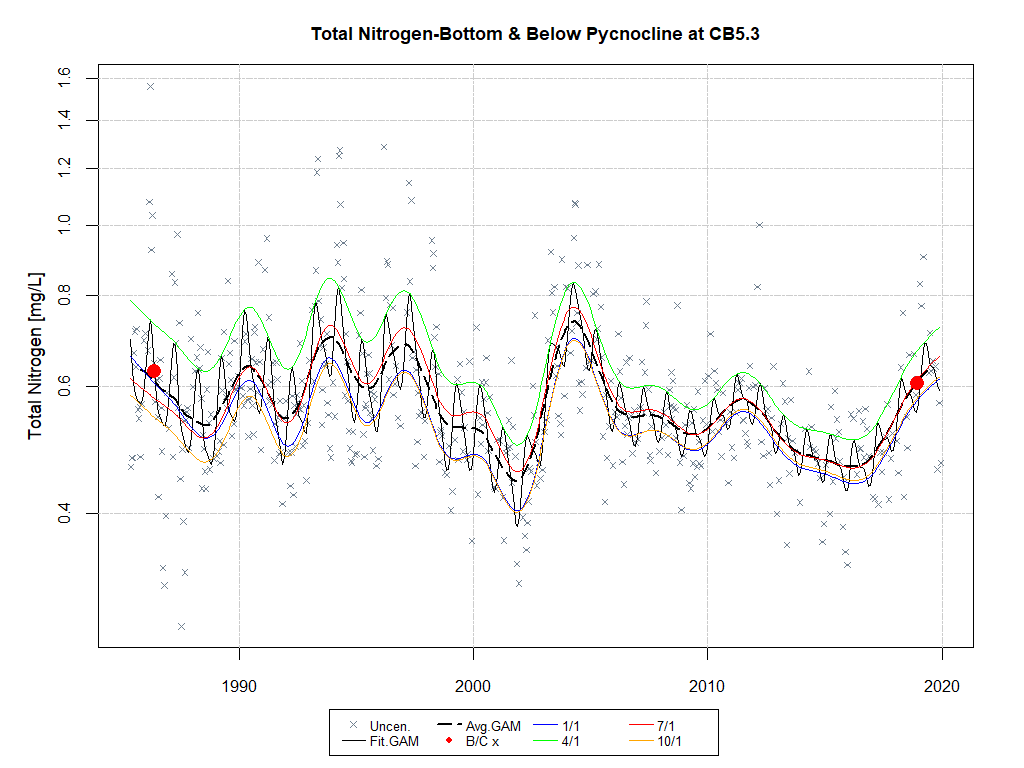 Total Nitrogen-Bottom & Below Pycnocline at CB5.3
Total Nitrogen [mg/L]
1.6
1.4
1.2
1.0
0.8
0.6
0.4
1990 2000 2010 2020
Uncen. Avg.GAM 1/1 7/1
Fit.GAM B/C x 4/1 10/1